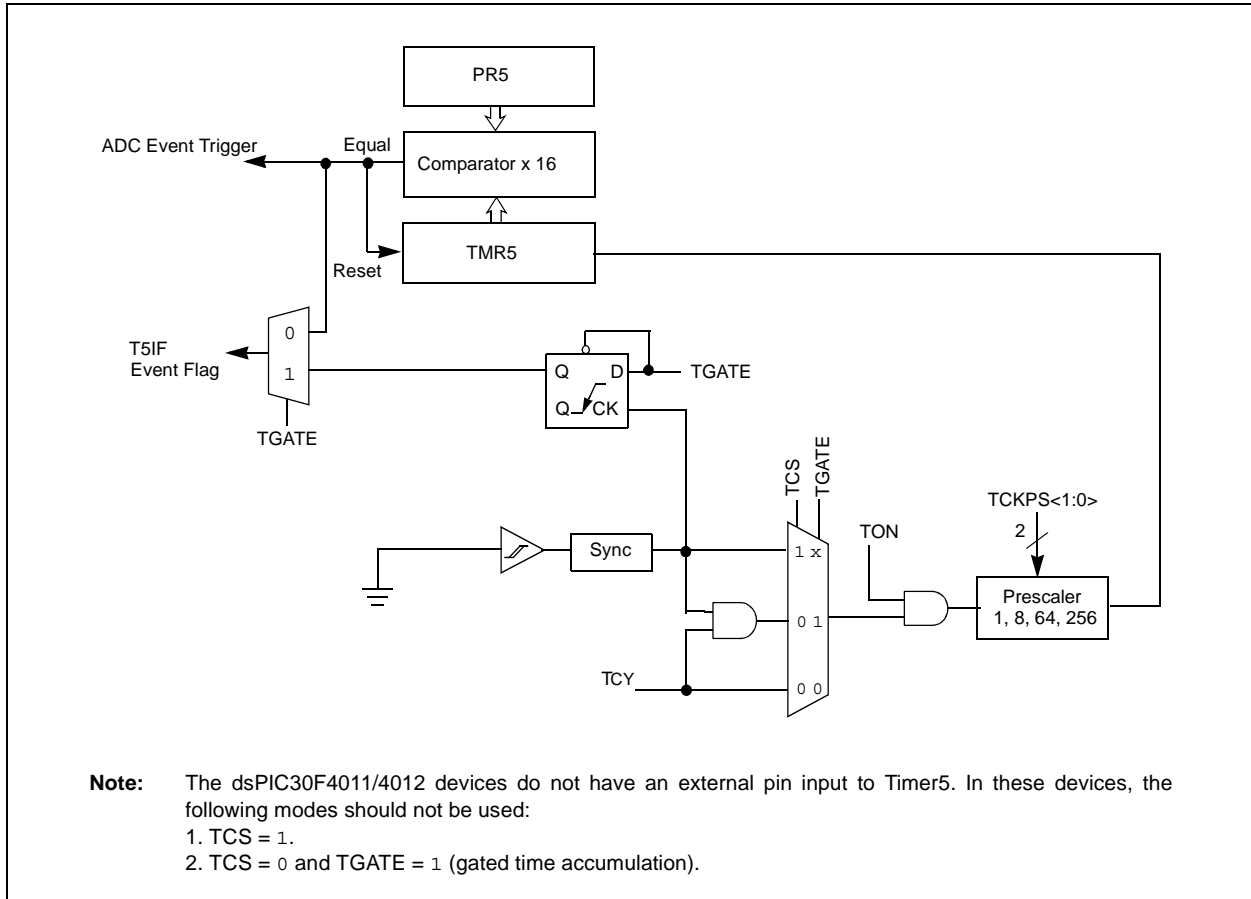 PR5
ADC Event Trigger
Equal
Comparator x 16
TMR5
Reset
0
T5IF
Event Flag
1
TGATE
Q
D
TGATE
Q
CK
TCS
TGATE
TCKPS<1:0>
2
TON
Sync
1 x
Prescaler
1, 8, 64, 256
0 1
TCY
0 0
Note: The dsPIC30F4011/4012 devices do not have an external pin input to Timer5. In these devices, the
following modes should not be used:
1. TCS = 1.
2. TCS = 0 and TGATE = 1 (gated time accumulation).